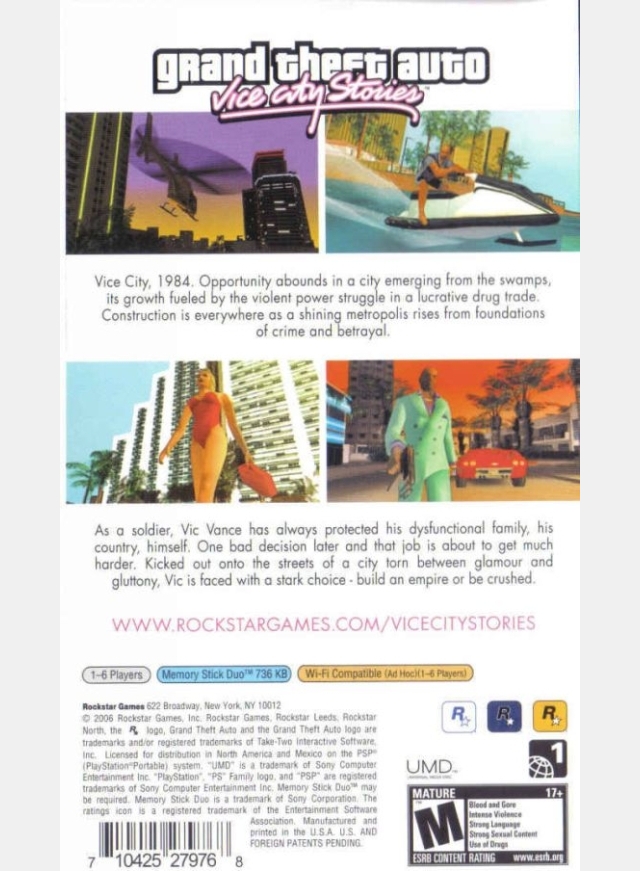 grand theft auto
Vice City Stories™
Vice City, 1984. Opportunity abounds in a city emerging from the swamps,
its growth fueled by the violent power struggle in a lucrative drug trade.
Construction is everywhere as a shining metropolis rises from foundations
of crime and betrayal.
As a soldier, Vic Vance has always protected his dysfunctional family, his
country, himself. One bad decision later and that job is about to get much
harder. Kicked out onto the streets of a city torn between glamour and
gluttony, Vic is faced with a stark choice - build an empire or be crushed.
WWW.ROCKSTARGAMES.COM/VICECITYSTORIES
1-6 Players
Memory Stick Duo™ 736 KB
Wi-Fi Compatible (Ad Hoc)(1-6 Players)
Rockstar Games 622 Broadway, New York, NY 10012
© 2006 Rockstar Games, Inc. Rockstar Games, Rockstar Leeds, Rockstar
North, the R logo, Grand Theft Auto and the Grand Theft Auto logo are
trademarks and/or registered trademarks of Take-Two Interactive Software,
Inc. Licensed for distribution in North America and Mexico on the PSP®
(PlayStation®Portable) system. "UMD" is a trademark of Sony Computer
Entertainment Inc. "PlayStation", "PS" Family logo, and "PSP" are registered
trademarks of Sony Computer Entertainment Inc. Memory Stick Duo™ may
be required. Memory Stick Duo is a trademark of Sony Corporation. The
ratings icon is a registered trademark of the Entertainment Software
Association. Manufactured and
printed in the U.S.A. U.S. AND
FOREIGN PATENTS PENDING.
7 10425 27976 8
R
R
R
UMD™
1
MATURE 17+
M
Blood and Gore
Intense Violence
Strong Language
Strong Sexual Content
Use of Drugs
ESRB CONTENT RATING www.esrb.org